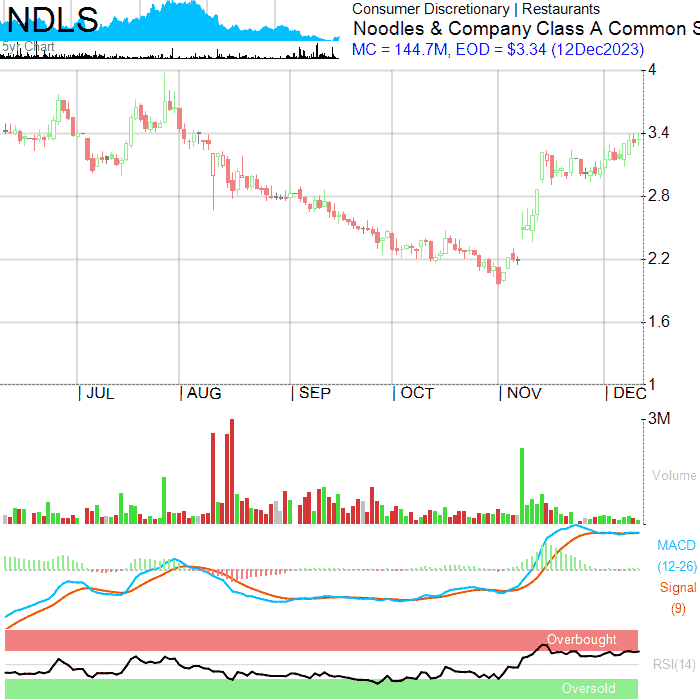 NDLS
5yr Chart
Consumer Discretionary | Restaurants
Noodles & Company Class A Common S
MC = 144.7M, EOD = $3.34 (12Dec2023)
4
3.4
2.8
2.2
1.6
1
JUL
AUG
SEP
OCT
NOV
DEC
3M
Volume
MACD
(12-26)
Signal
(9)
Overbought
RSI(14)
Oversold